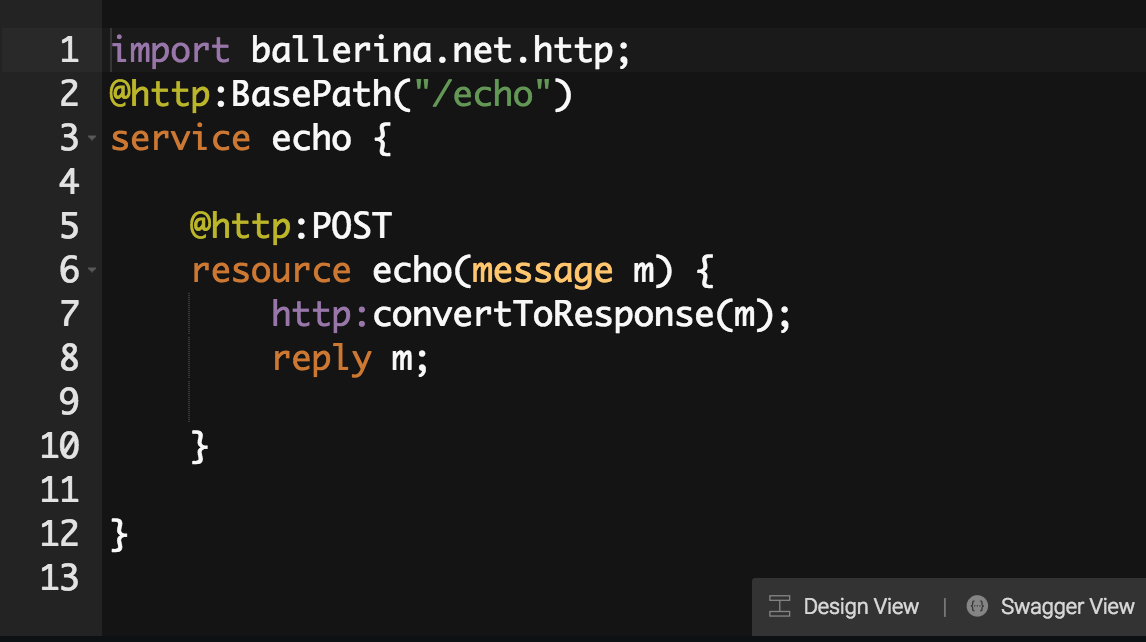 1 import ballerina.net.http;
2 @http:BasePath("/echo")
3 service echo {
4
5     @http:POST
6     resource echo(message m) {
7         http:convertToResponse(m);
8         reply m;
9
10     }
11
12 }
13
Design View | Swagger View